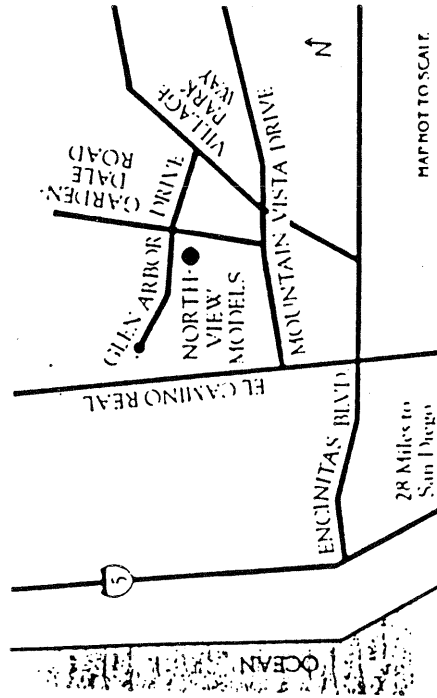 GARDEN-
DALE
ROAD
VILLAGE
PARK
WAY
GLEN ARBOR DRIVE
NORTH-
VIEW
MODELS
MOUNTAIN VISTA DRIVE
N
EL CAMINO REAL
ENCINITAS BLVD.
5
OCEAN
28 Miles to
San Diego
MAP NOT TO SCALE